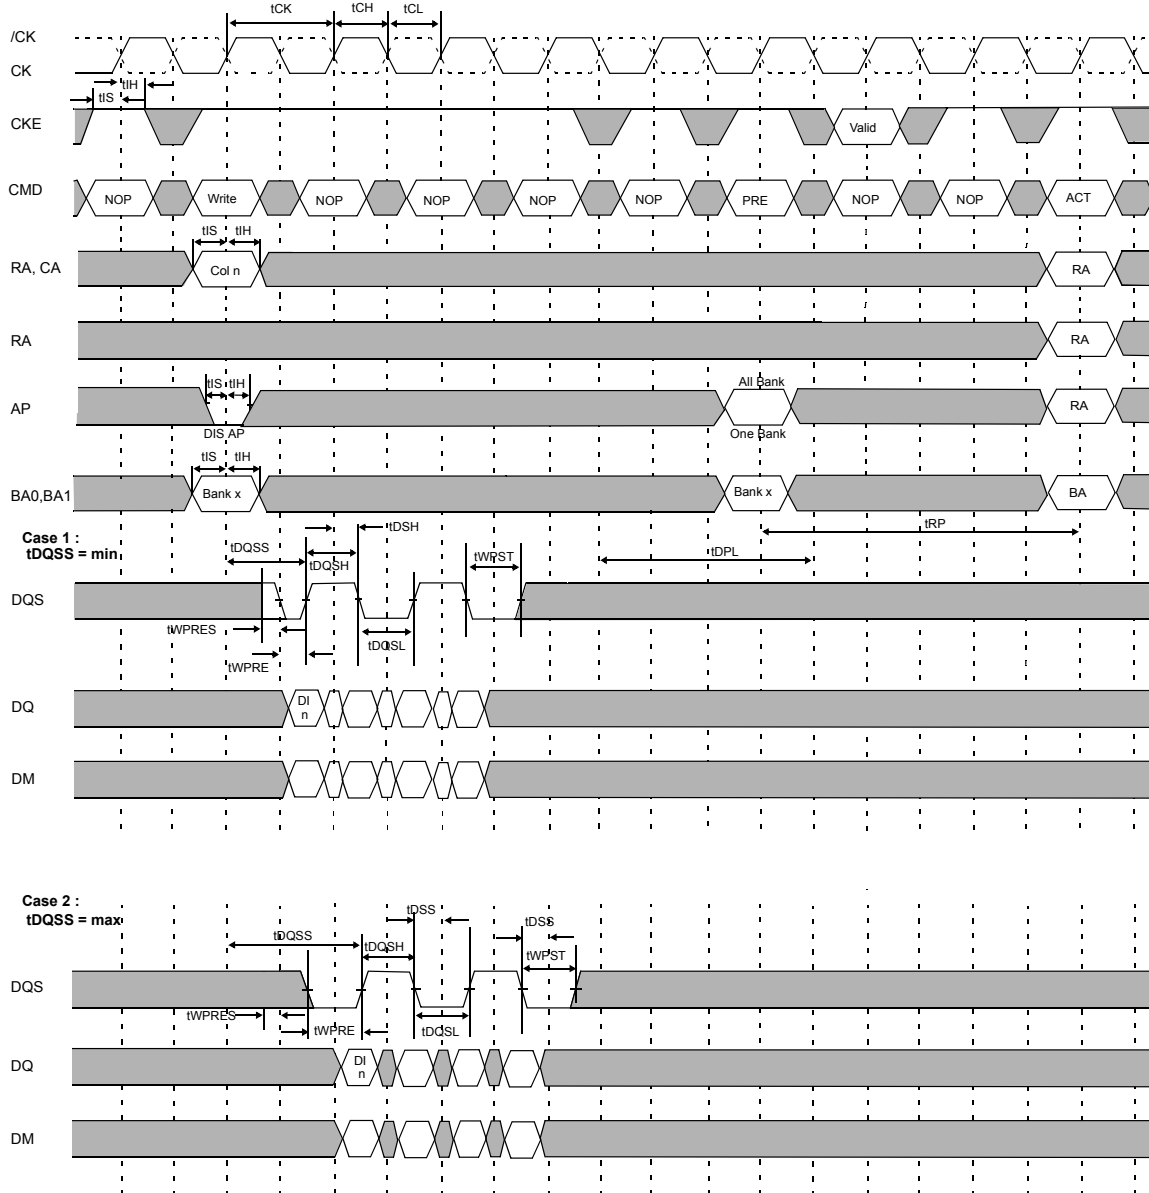 tCK tCH tCL
/CK
CK
tIH
tIS
CKE Valid
CMD NOP Write NOP NOP NOP NOP PRE NOP NOP ACT
tIS tIH
RA, CA Col n RA
RA RA
tIS tIH All Bank
AP RA
DIS AP One Bank
tIS tIH
BA0,BA1 Bank x Bank x BA
tRP
tDSH
Case 1 :
tDQSS = min
tDQSS tWPST tDPL
tDQSH
DQS
tWPRES
tDQSL
tWPRE
DQ DI
n
DM
Case 2 :
tDQSS = max
tDSS tDSS
tDQSS tDQSH tWPST
DQS
tWPRES
tWPRE tDQSL
DQ DI
n
DM